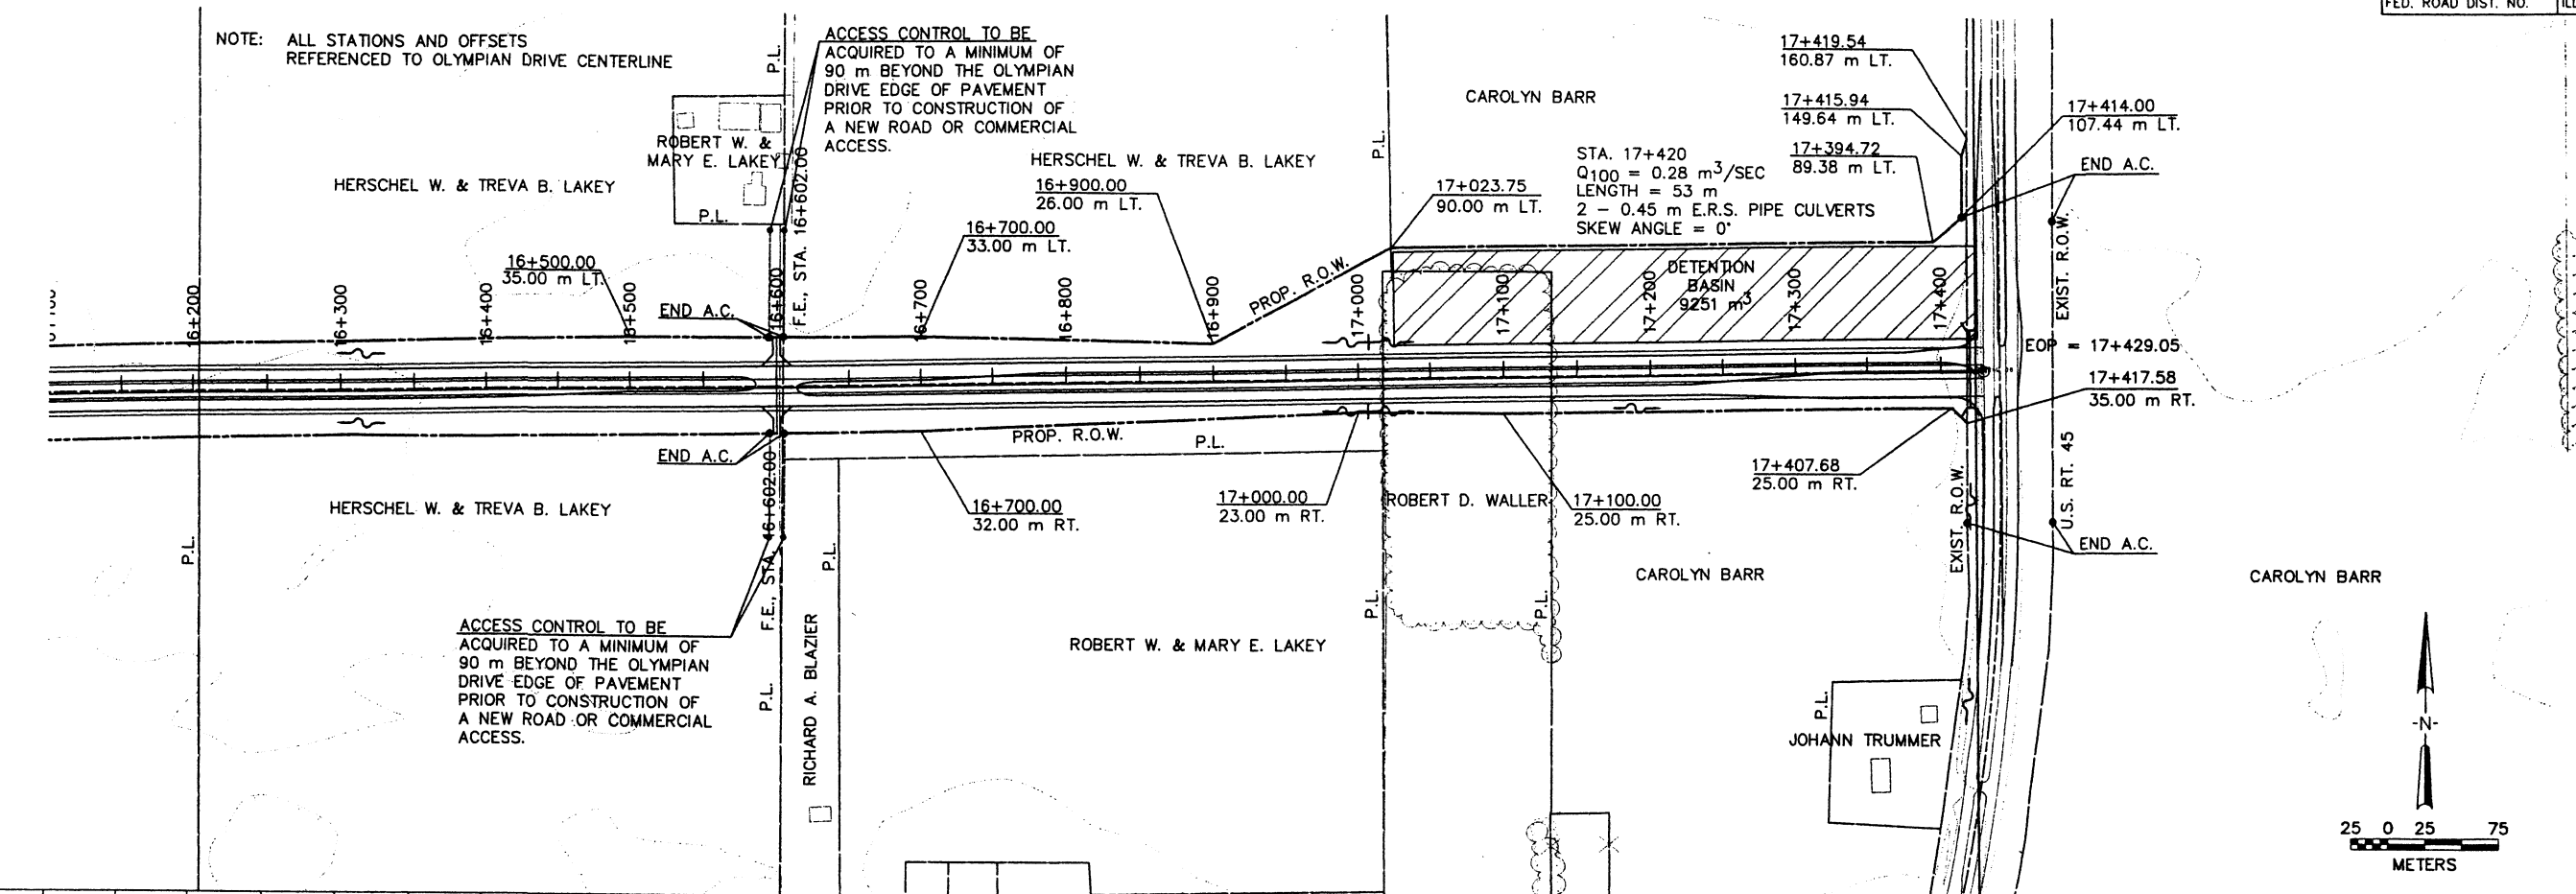 FED. ROAD DIST. NO.
NOTE: ALL STATIONS AND OFFSETS
REFERENCED TO OLYMPIAN DRIVE CENTERLINE
P.L.
ACCESS CONTROL TO BE
ACQUIRED TO A MINIMUM OF
90 m BEYOND THE OLYMPIAN
DRIVE EDGE OF PAVEMENT
PRIOR TO CONSTRUCTION OF
A NEW ROAD OR COMMERCIAL
ACCESS.
ROBERT W. &
MARY E. LAKEY
P.L.
HERSCHEL W. & TREVA B. LAKEY
HERSCHEL W. & TREVA B. LAKEY
CAROLYN BARR
P.L.
17+419.54
160.87 m LT.
17+415.94
149.64 m LT.
17+394.72
89.38 m LT.
17+414.00
107.44 m LT.
END A.C.
STA. 17+420
Q100 = 0.28 m³/SEC
LENGTH = 53 m
2 - 0.45 m E.R.S. PIPE CULVERTS
SKEW ANGLE = 0°
16+900.00
26.00 m LT.
17+023.75
90.00 m LT.
16+700.00
33.00 m LT.
16+500.00
35.00 m LT.
F.E., STA. 16+602.00
END A.C.
PROP. R.O.W.
DETENTION
BASIN
9251 m³
EXIST. R.O.W.
16+200
16+300
16+400
16+500
16+600
16+700
16+800
16+900
17+000
17+100
17+200
17+300
17+400
EOP = 17+429.05
17+417.58
35.00 m RT.
PROP. R.O.W.
P.L.
END A.C.
17+407.68
25.00 m RT.
16+700.00
32.00 m RT.
17+000.00
23.00 m RT.
ROBERT D. WALLER
17+100.00
25.00 m RT.
HERSCHEL W. & TREVA B. LAKEY
P.L.
F.E., STA. 16+602.00
P.L.
EXIST. R.O.W.
U.S. RT. 45
END A.C.
CAROLYN BARR
CAROLYN BARR
P.L.
P.L.
ACCESS CONTROL TO BE
ACQUIRED TO A MINIMUM OF
90 m BEYOND THE OLYMPIAN
DRIVE EDGE OF PAVEMENT
PRIOR TO CONSTRUCTION OF
A NEW ROAD OR COMMERCIAL
ACCESS.
P.L.
RICHARD A. BLAZIER
ROBERT W. & MARY E. LAKEY
P.L.
JOHANN TRUMMER
-N-
25 0 25 75
METERS